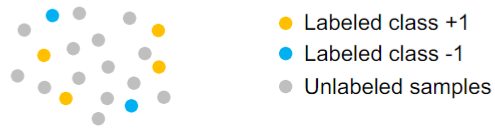 Labeled class +1
Labeled class -1
Unlabeled samples